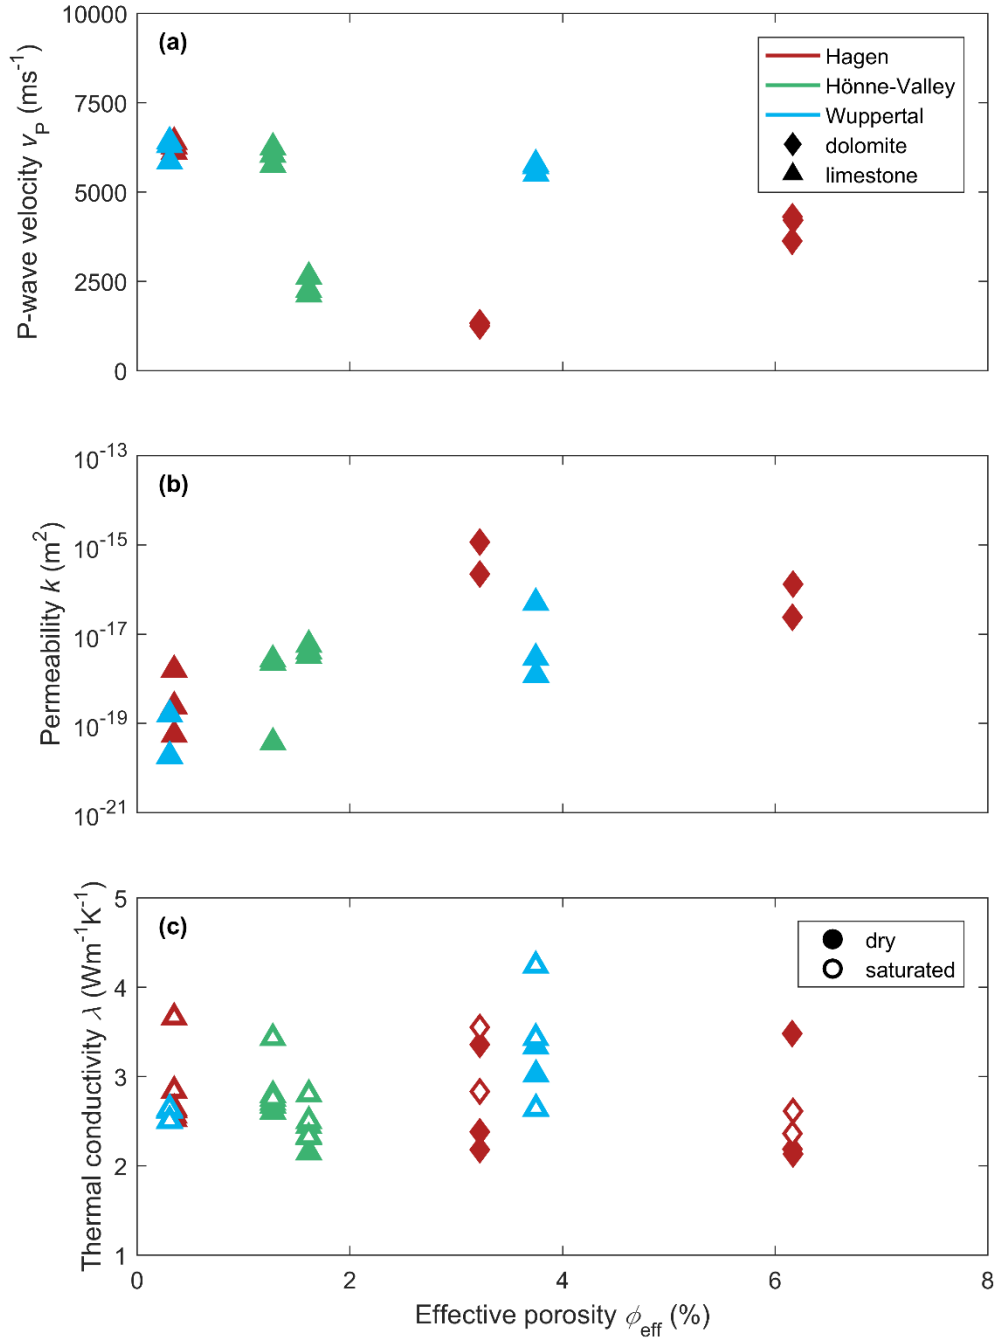 (a)
10000
7500
5000
2500
0
P-wave velocity vP (ms-1)
Hagen
Hönne-Valley
Wuppertal
dolomite
limestone
(b)
10-13
10-15
10-17
10-19
10-21
Permeability k (m2)
(c)
5
4
3
2
1
Thermal conductivity λ (Wm-1K-1)
dry
saturated
0 2 4 6 8
Effective porosity ϕeff (%)